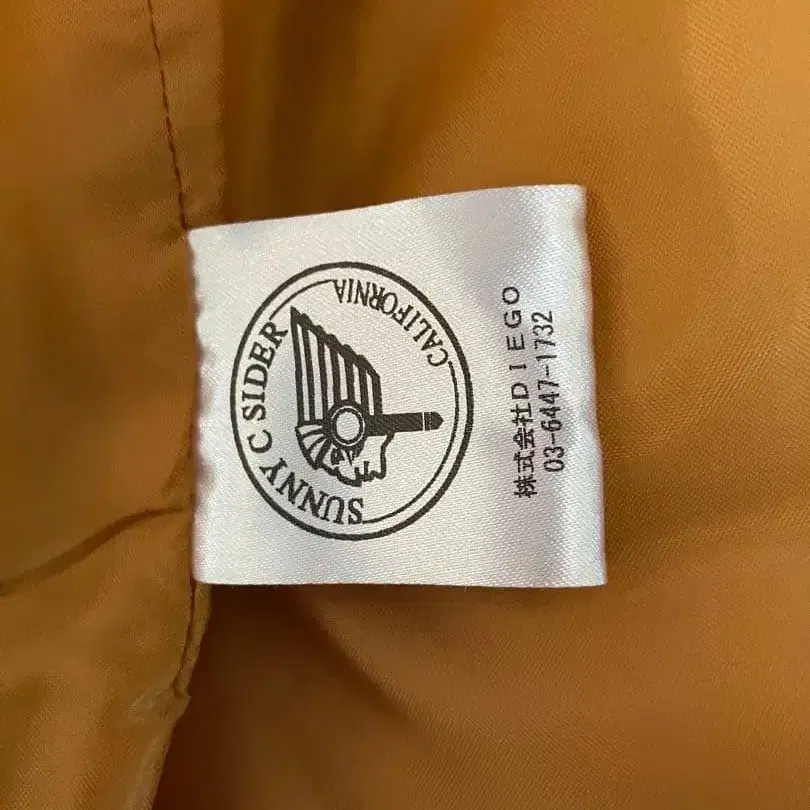 SUNNY C SIDER
CALIFORNIA
株式会社DIEGO
03-6447-1732